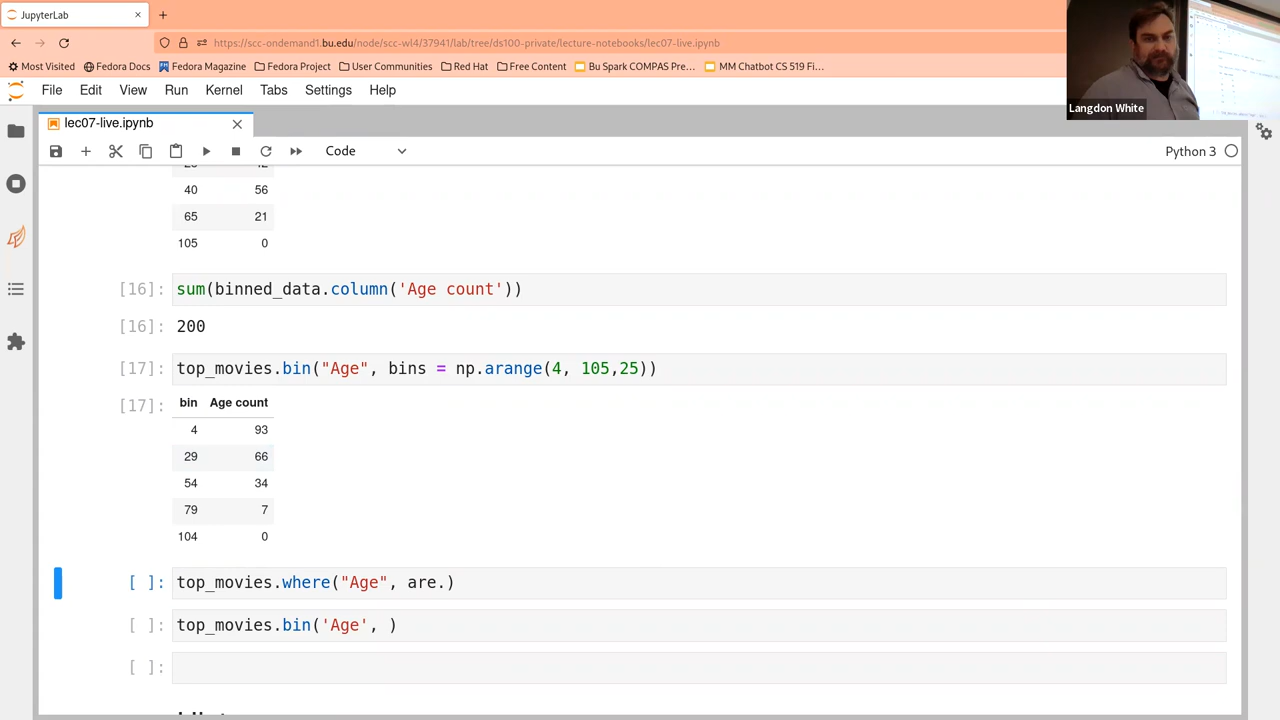 JupyterLab
https://scc-ondemand1.bu.edu/node/scc-wl4/37941/lab/tree/ds100-private/lecture-notebooks/lec07-live.ipynb
Most Visited Fedora Docs Fedora Magazine Fedora Project User Communities Red Hat Free Content Bu Spark COMPAS Pre… MM Chatbot CS 519 Fi…
Langdon White
File Edit View Run Kernel Tabs Settings Help
lec07-live.ipynb
Code
Python 3
40 56
65 21
105 0
[16]: sum(binned_data.column('Age count'))
[16]: 200
[17]: top_movies.bin("Age", bins = np.arange(4, 105,25))
[17]: bin Age count
4 93
29 66
54 34
79 7
104 0
[ ]: top_movies.where("Age", are.)
[ ]: top_movies.bin('Age', )
[ ]: